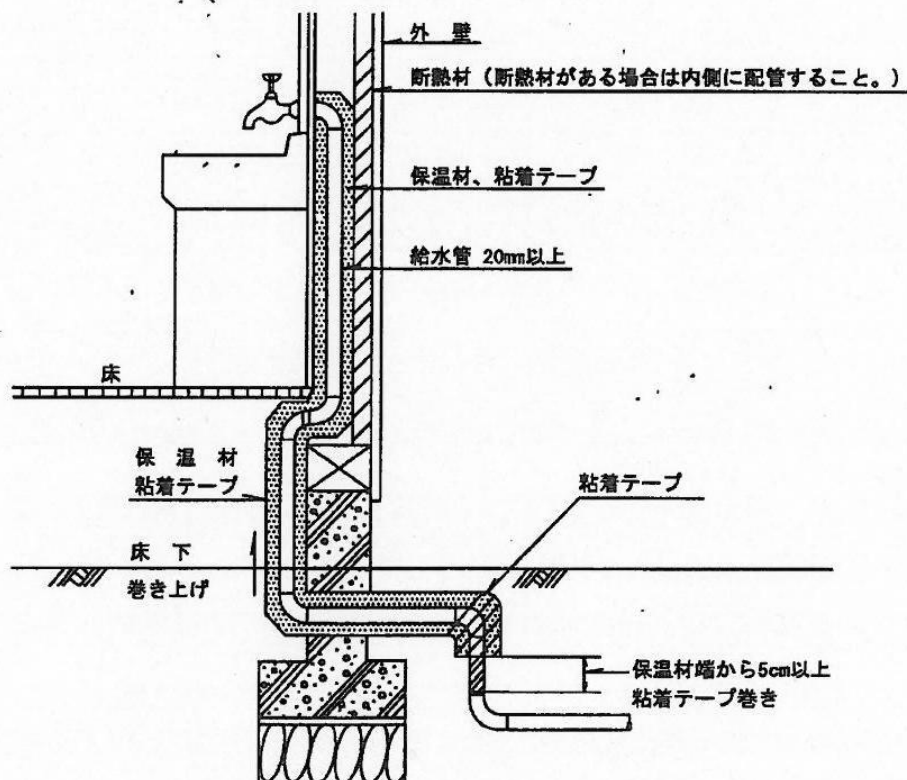 外 壁
断熱材（断熱材がある場合は内側に配管すること。）
保温材、粘着テープ
給水管 20mm以上
床
保 温 材
粘着テープ
粘着テープ
床 下
巻き上げ
保温材端から5cm以上
粘着テープ巻き